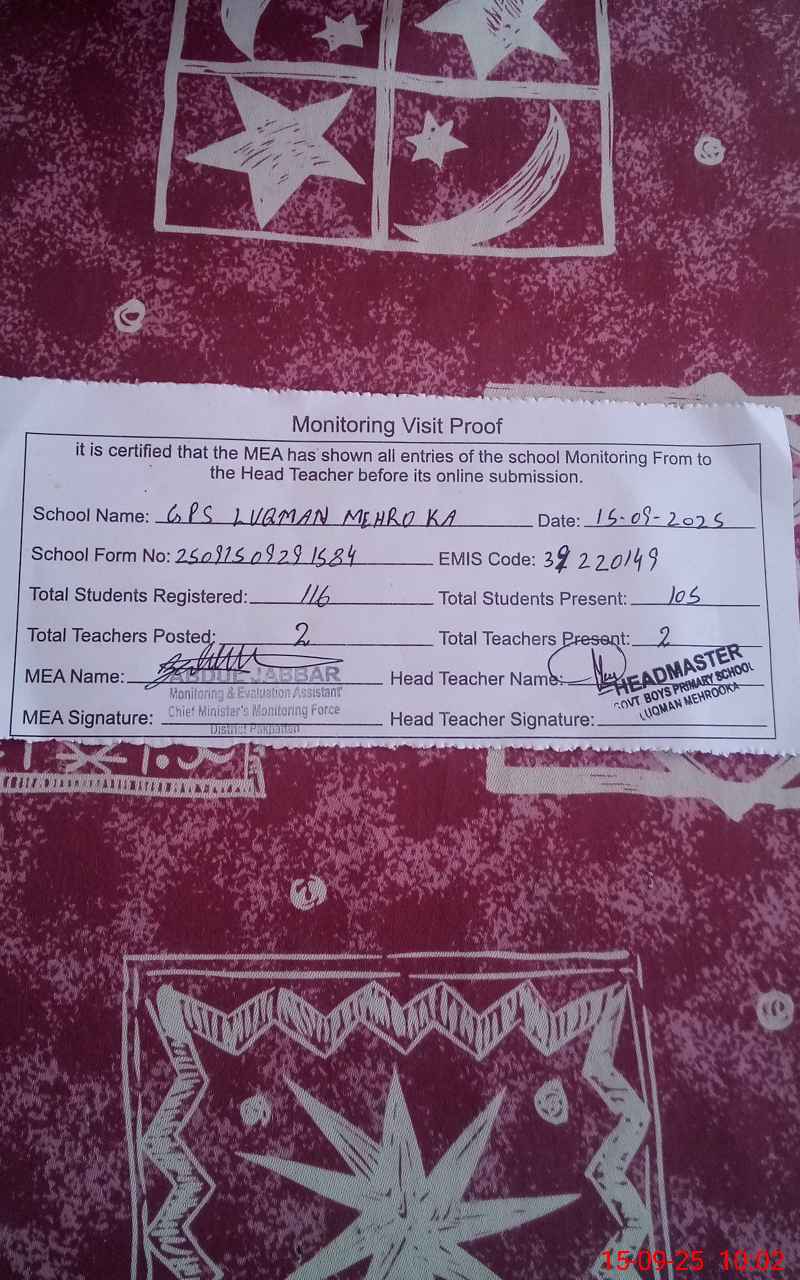 Monitoring Visit Proof
it is certified that the MEA has shown all entries of the school Monitoring From to
the Head Teacher before its online submission.
School Name: GPS LUQMAN MEHRO KA Date: 15-09-2025
School Form No: 25091509291584 EMIS Code: 39220149
Total Students Registered: 116 Total Students Present: 105
Total Teachers Posted: 2 Total Teachers Present: 2
MEA Name: ABDUL JABBAR Head Teacher Name: HEADMASTER
Monitoring & Evaluation Assistant GOVT BOYS PRIMARY SCHOOL
MEA Signature: Chief Minister's Monitoring Force Head Teacher Signature: LUQMAN MEHROOKA
District Pakpattan
15-09-25 10:02